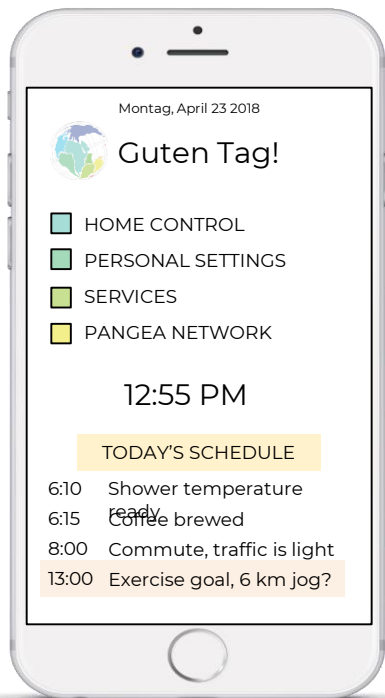 Montag, April 23 2018
Guten Tag!
HOME CONTROL
PERSONAL SETTINGS
SERVICES
PANGEA NETWORK
12:55 PM
TODAY'S SCHEDULE
6:10 Shower temperature
ready
6:15 Coffee brewed
8:00 Commute, traffic is light
13:00 Exercise goal, 6 km jog?